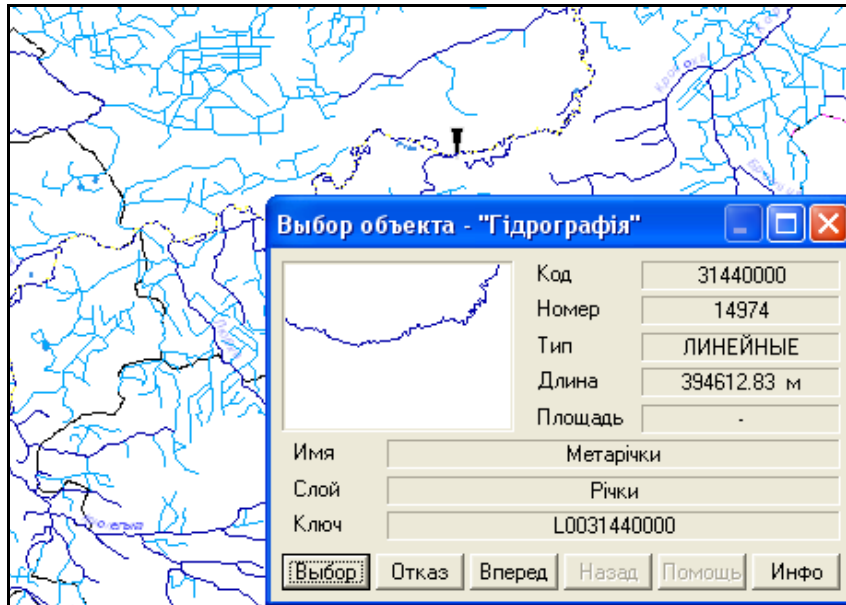 Выбор объекта - "Гідрографія"
Код 31440000
Номер 14974
Тип ЛИНЕЙНЫЕ
Длина 394612.83 м
Площадь -
Имя Метарічки
Слой Річки
Ключ L0031440000
Выбор Отказ Вперед Назад Помощь Инфо